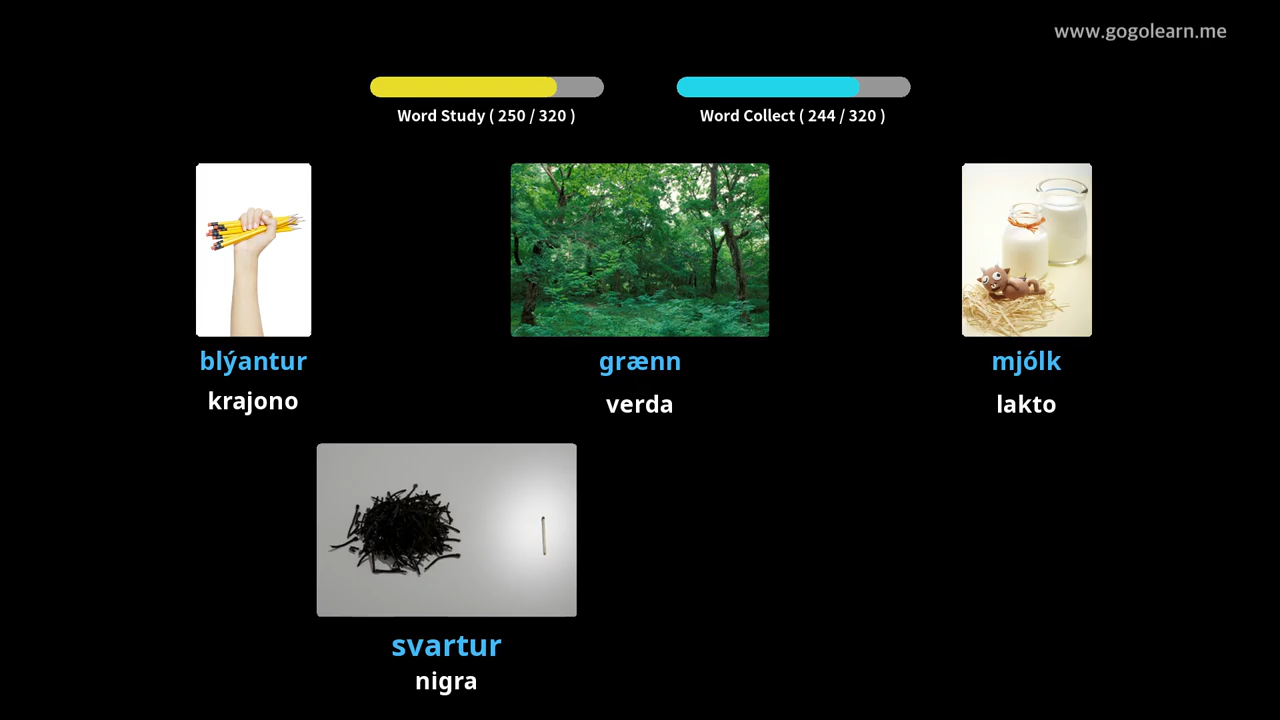 www.gogolearn.me
Word Study ( 250 / 320 )
Word Collect ( 244 / 320 )
blýantur
krajono
grænn
verda
mjólk
lakto
svartur
nigra